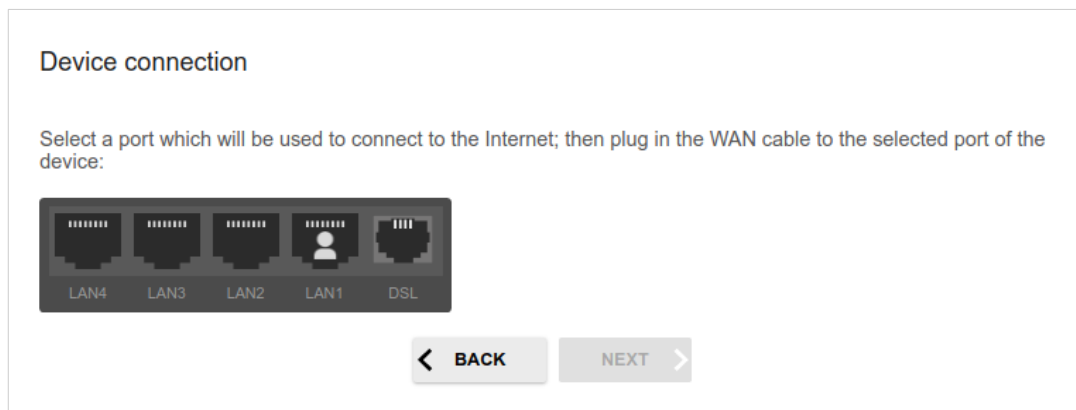 Device connection
Select a port which will be used to connect to the Internet; then plug in the WAN cable to the selected port of the
device:
LAN4 LAN3 LAN2 LAN1 DSL
BACK NEXT